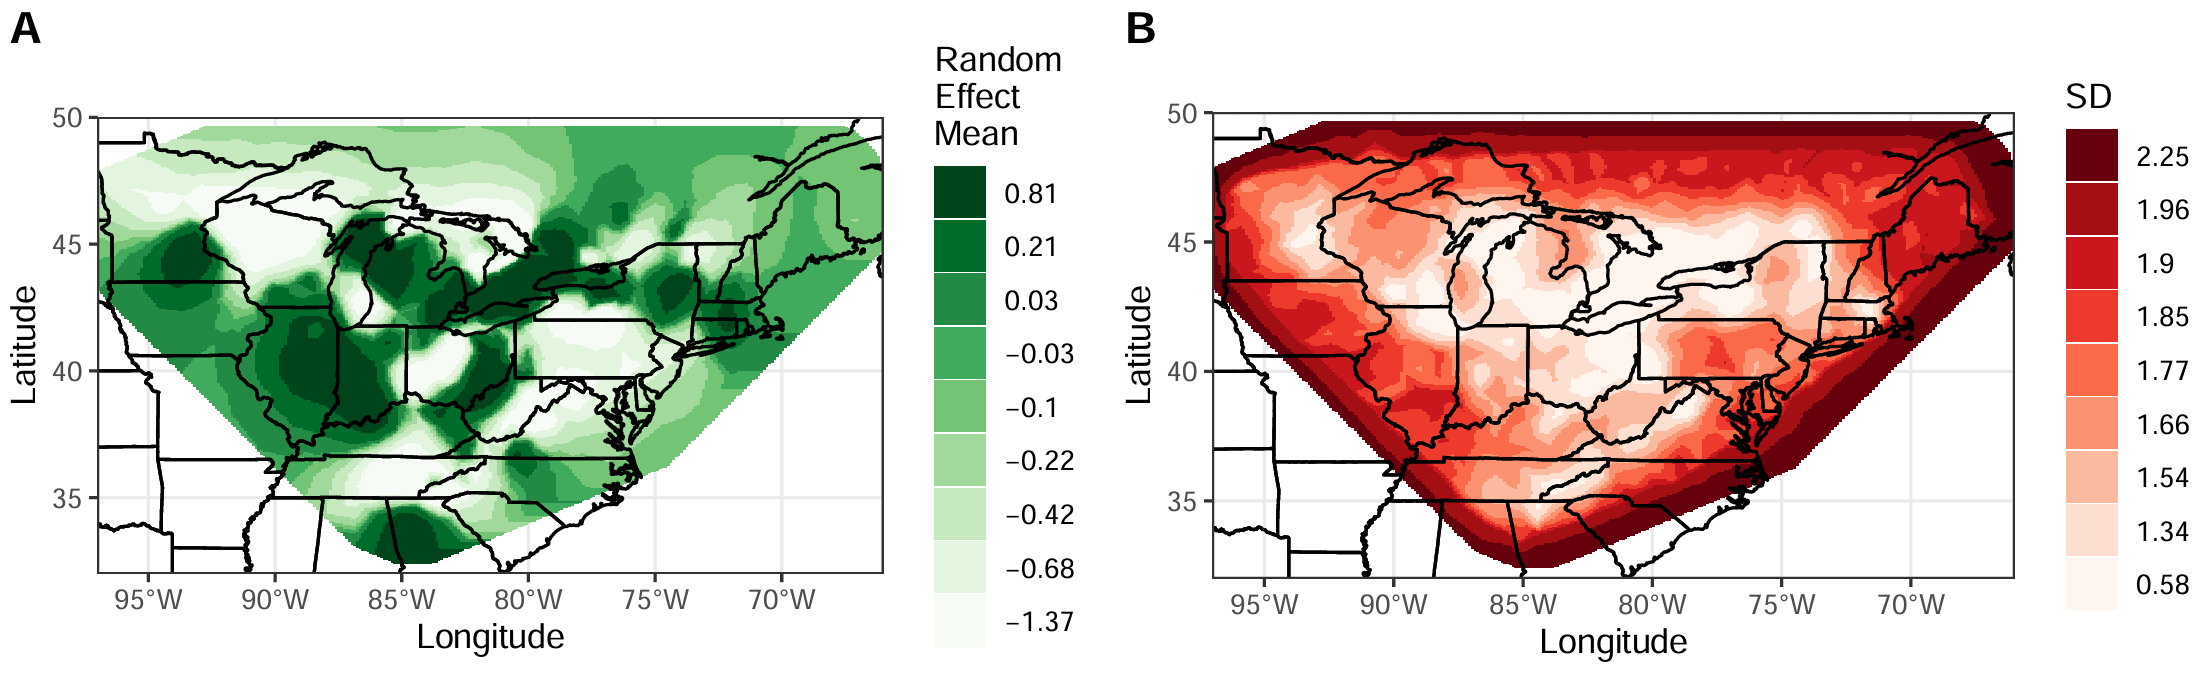 A
Random
Effect
Mean
0.81
0.21
0.03
−0.03
−0.1
−0.22
−0.42
−0.68
−1.37
50
45
40
35
Latitude
95°W 90°W 85°W 80°W 75°W 70°W
Longitude
B
SD
2.25
1.96
1.9
1.85
1.77
1.66
1.54
1.34
0.58
50
45
40
35
Latitude
95°W 90°W 85°W 80°W 75°W 70°W
Longitude